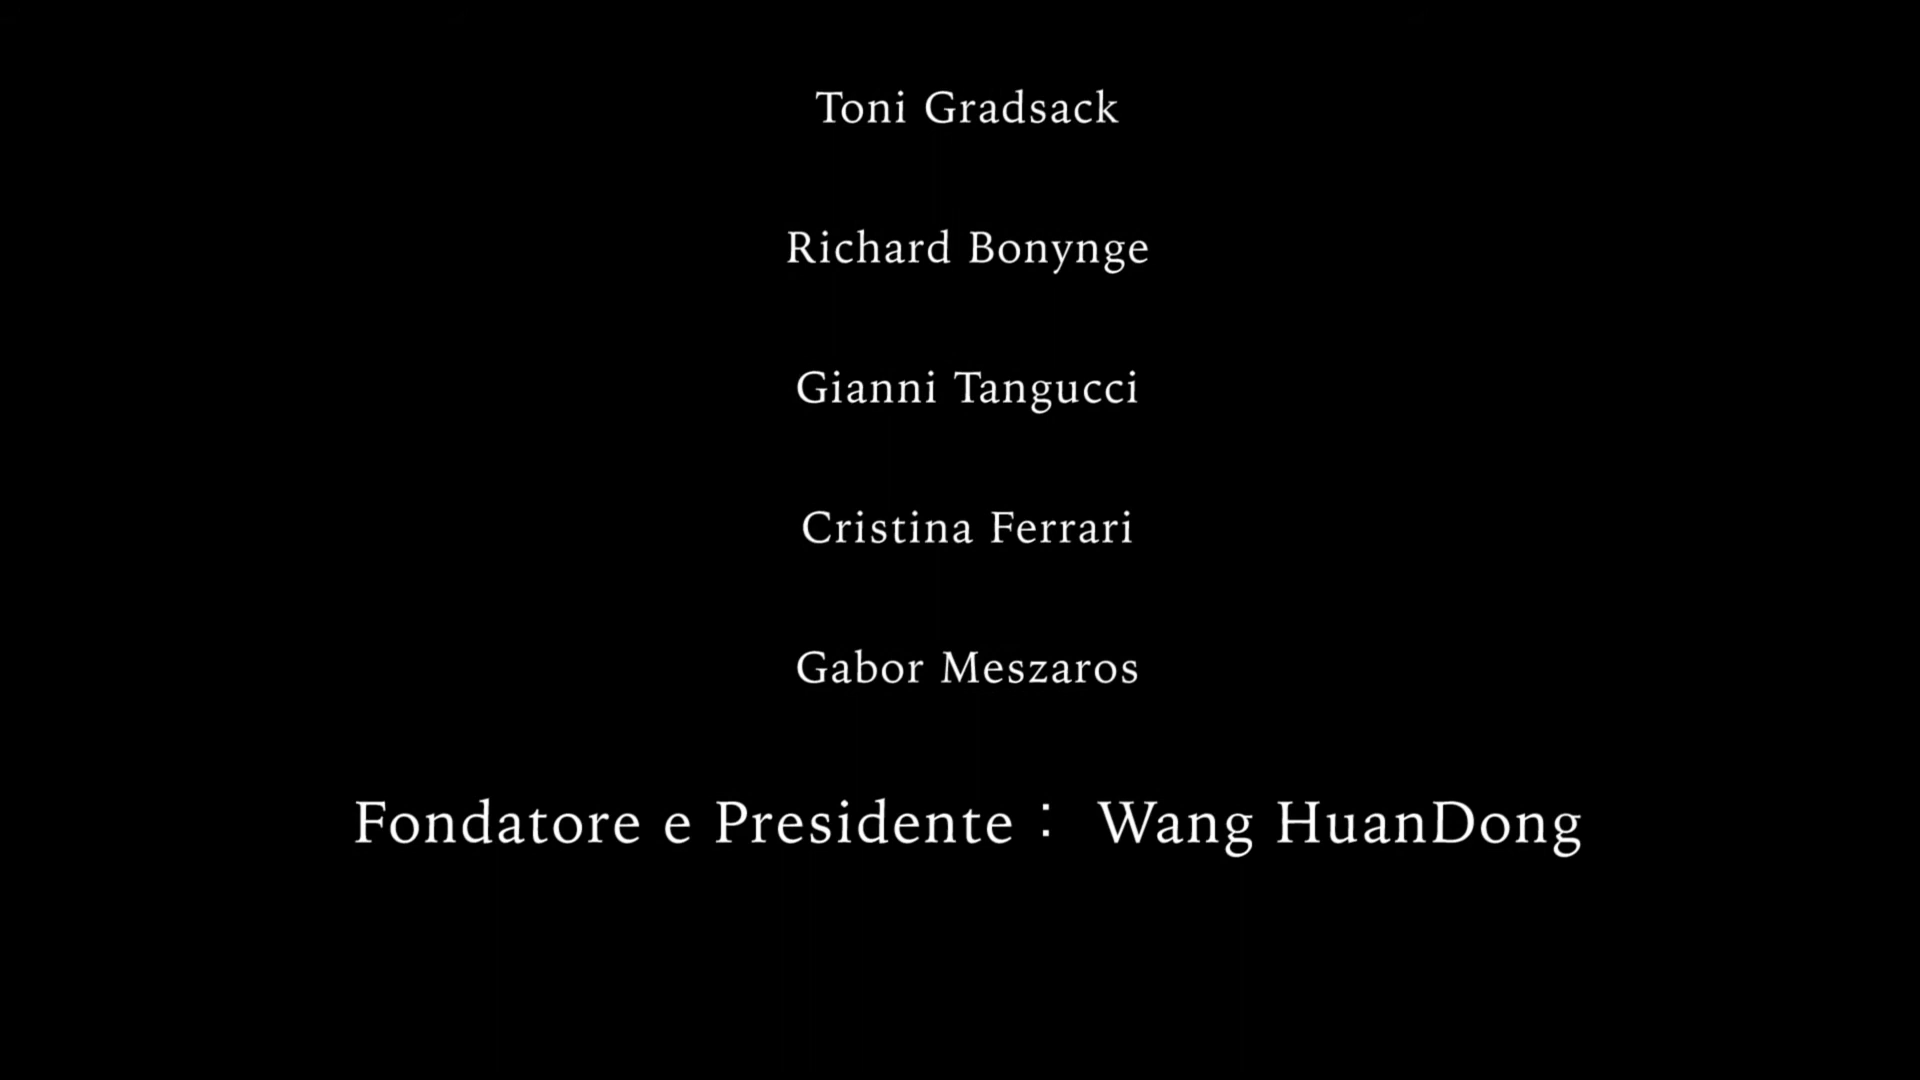 Toni Gradsack
Richard Bonynge
Gianni Tangucci
Cristina Ferrari
Gabor Meszaros
Fondatore e Presidente： Wang HuanDong